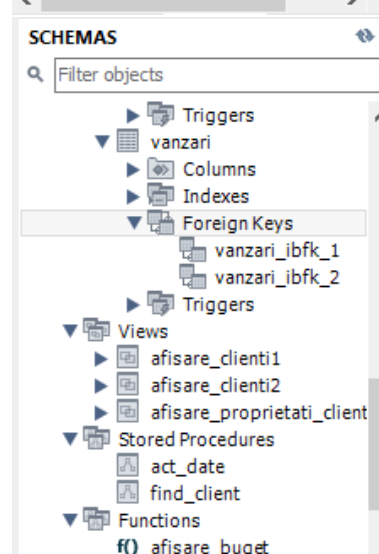 SCHEMAS
Filter objects
Triggers
vanzari
Columns
Indexes
Foreign Keys
vanzari_ibfk_1
vanzari_ibfk_2
Triggers
Views
afisare_clienti1
afisare_clienti2
afisare_proprietati_client
Stored Procedures
act_date
find_client
Functions
f() afisare_buget